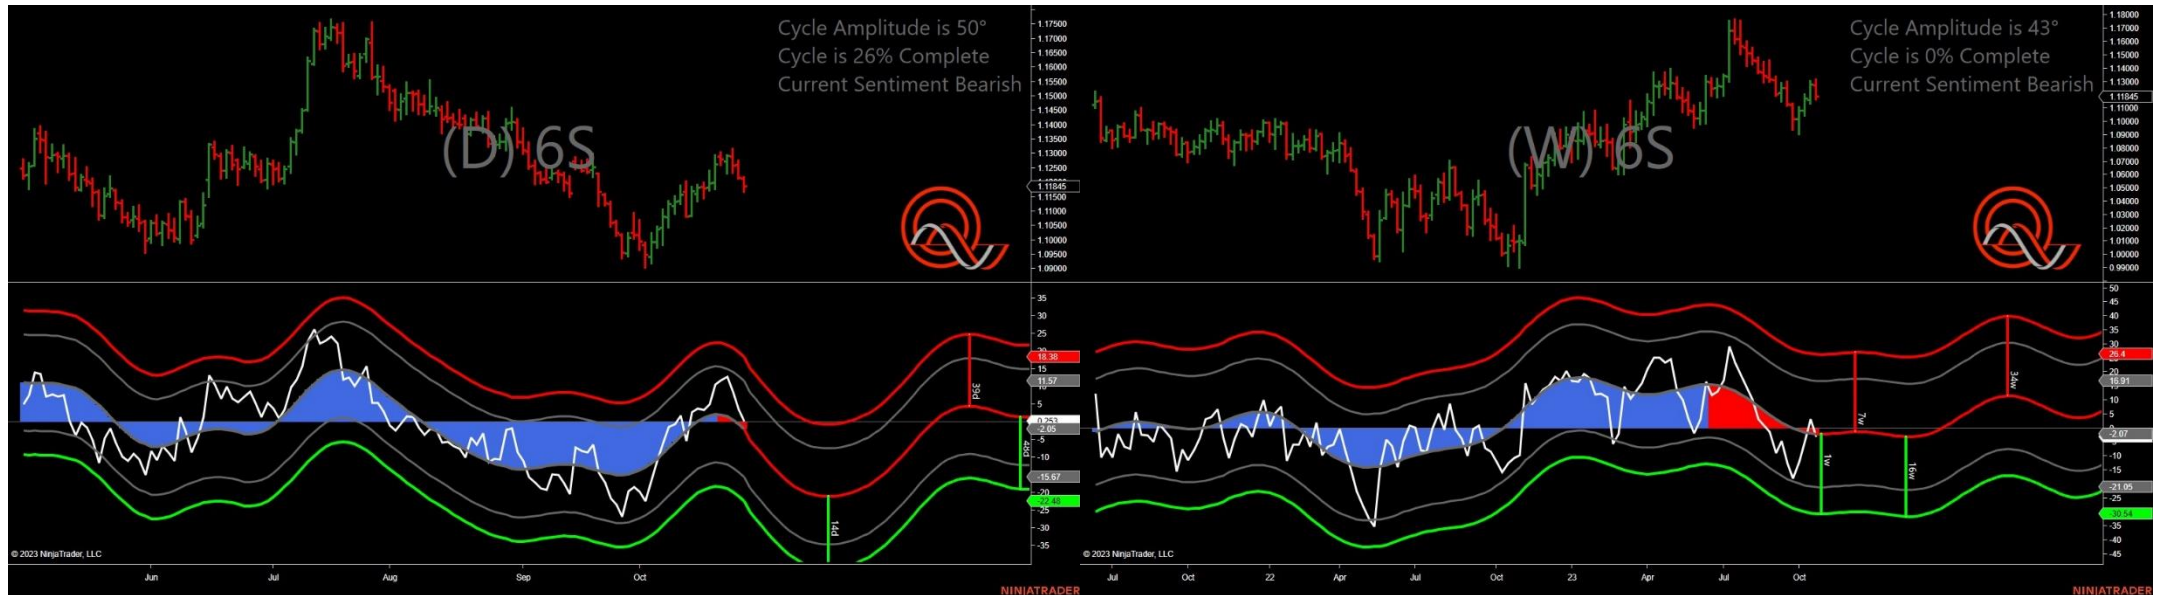 Cycle Amplitude is 50°
Cycle is 26% Complete
Current Sentiment Bearish
(D) 6S
1.17500
1.17000
1.16500
1.16000
1.15500
1.15000
1.14500
1.14000
1.13500
1.13000
1.12500
1.11845
1.11000
1.10500
1.10000
1.09500
1.09000
35
30
25
20
18.38
15
11.57
5
0.253
-2.05
-5
48d
-10
-15.67
-20
-22.48
-25
-30
-35
39d
14d
© 2023 NinjaTrader, LLC
Jun
Jul
Aug
Sep
Oct
NINJATRADER
Cycle Amplitude is 43°
Cycle is 0% Complete
Current Sentiment Bearish
(W) 6S
1.18000
1.16000
1.15000
1.14000
1.13000
1.11845
1.11000
1.10000
1.09000
1.08000
1.07000
1.06000
1.05000
1.04000
1.03000
1.02000
1.01000
1.00000
0.99000
50
45
40
35
30
26.4
20
16.91
10
5
0
-2.07
-10
-15
-21.05
-25
-30.54
-35
-40
-45
7w
34w
1w
16w
© 2023 NinjaTrader, LLC
Jul
Oct
22
Apr
Jul
Oct
23
Apr
Jul
Oct
NINJATRADER